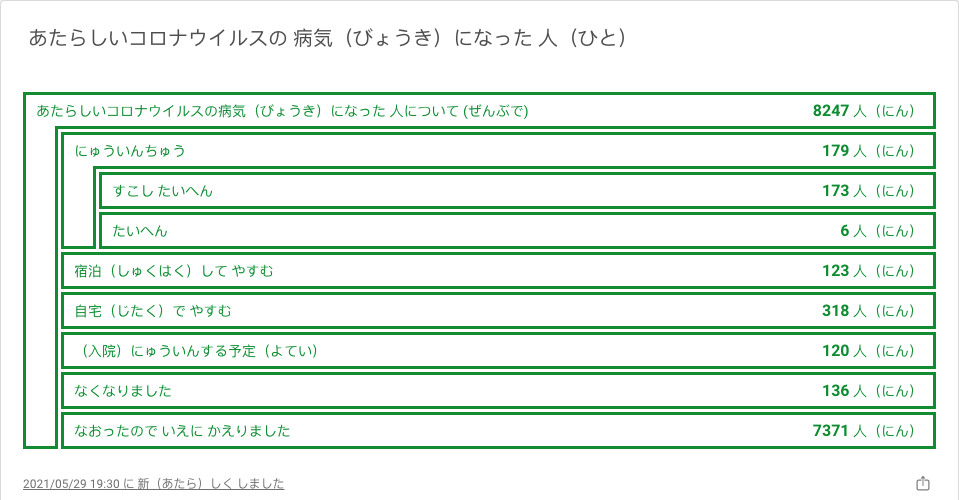 あたらしいコロナウイルスの 病気（びょうき）になった 人（ひと）
あたらしいコロナウイルスの病気（びょうき）になった 人について (ぜんぶで) 8247 人（にん）
にゅういんちゅう 179 人（にん）
すこし たいへん 173 人（にん）
たいへん 6 人（にん）
宿泊（しゅくはく）して やすむ 123 人（にん）
自宅（じたく）で やすむ 318 人（にん）
（入院）にゅういんする予定（よてい） 120 人（にん）
なくなりました 136 人（にん）
なおったので いえに かえりました 7371 人（にん）
2021/05/29 19:30 に 新（あたら）しく しました